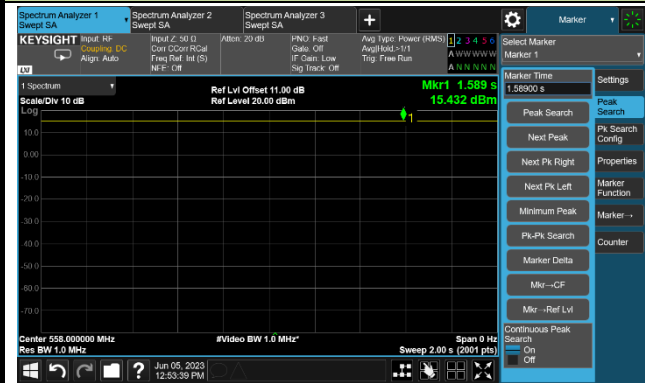 Spectrum Analyzer 1
Swept SA
Spectrum Analyzer 2
Swept SA
Spectrum Analyzer 3
Swept SA
+
Marker
KEYSIGHT
Input: RF
Coupling: DC
Align: Auto
Input Z: 50 Ω
Corr CCorr RCal
Freq Ref: Int (S)
NFE: Off
Atten: 20 dB
PNO: Fast
Gate: Off
IF Gain: Low
Sig Track: Off
Avg Type: Power (RMS)
Avg|Hold:>1/1
Trig: Free Run
1 2 3 4 5 6
A W W W W W
A N N N N N
LXI
Select Marker
Marker 1
1 Spectrum
Scale/Div 10 dB
Log
Ref Lvl Offset 11.00 dB
Ref Level 20.00 dBm
Mkr1 1.589 s
15.432 dBm
1
10.0
0.00
-10.0
-20.0
-30.0
-40.0
-50.0
-60.0
-70.0
Center 558.000000 MHz
Res BW 1.0 MHz
#Video BW 1.0 MHz*
Span 0 Hz
Sweep 2.00 s (2001 pts)
Marker Time
1.58900 s
Peak Search
Next Peak
Next Pk Right
Next Pk Left
Minimum Peak
Pk-Pk Search
Marker Delta
Mkr→CF
Mkr→Ref Lvl
Continuous Peak
Search
On
Off
Settings
Peak
Search
Pk Search
Config
Properties
Marker
Function
Marker→
Counter
?
Jun 05, 2023
12:53:39 PM